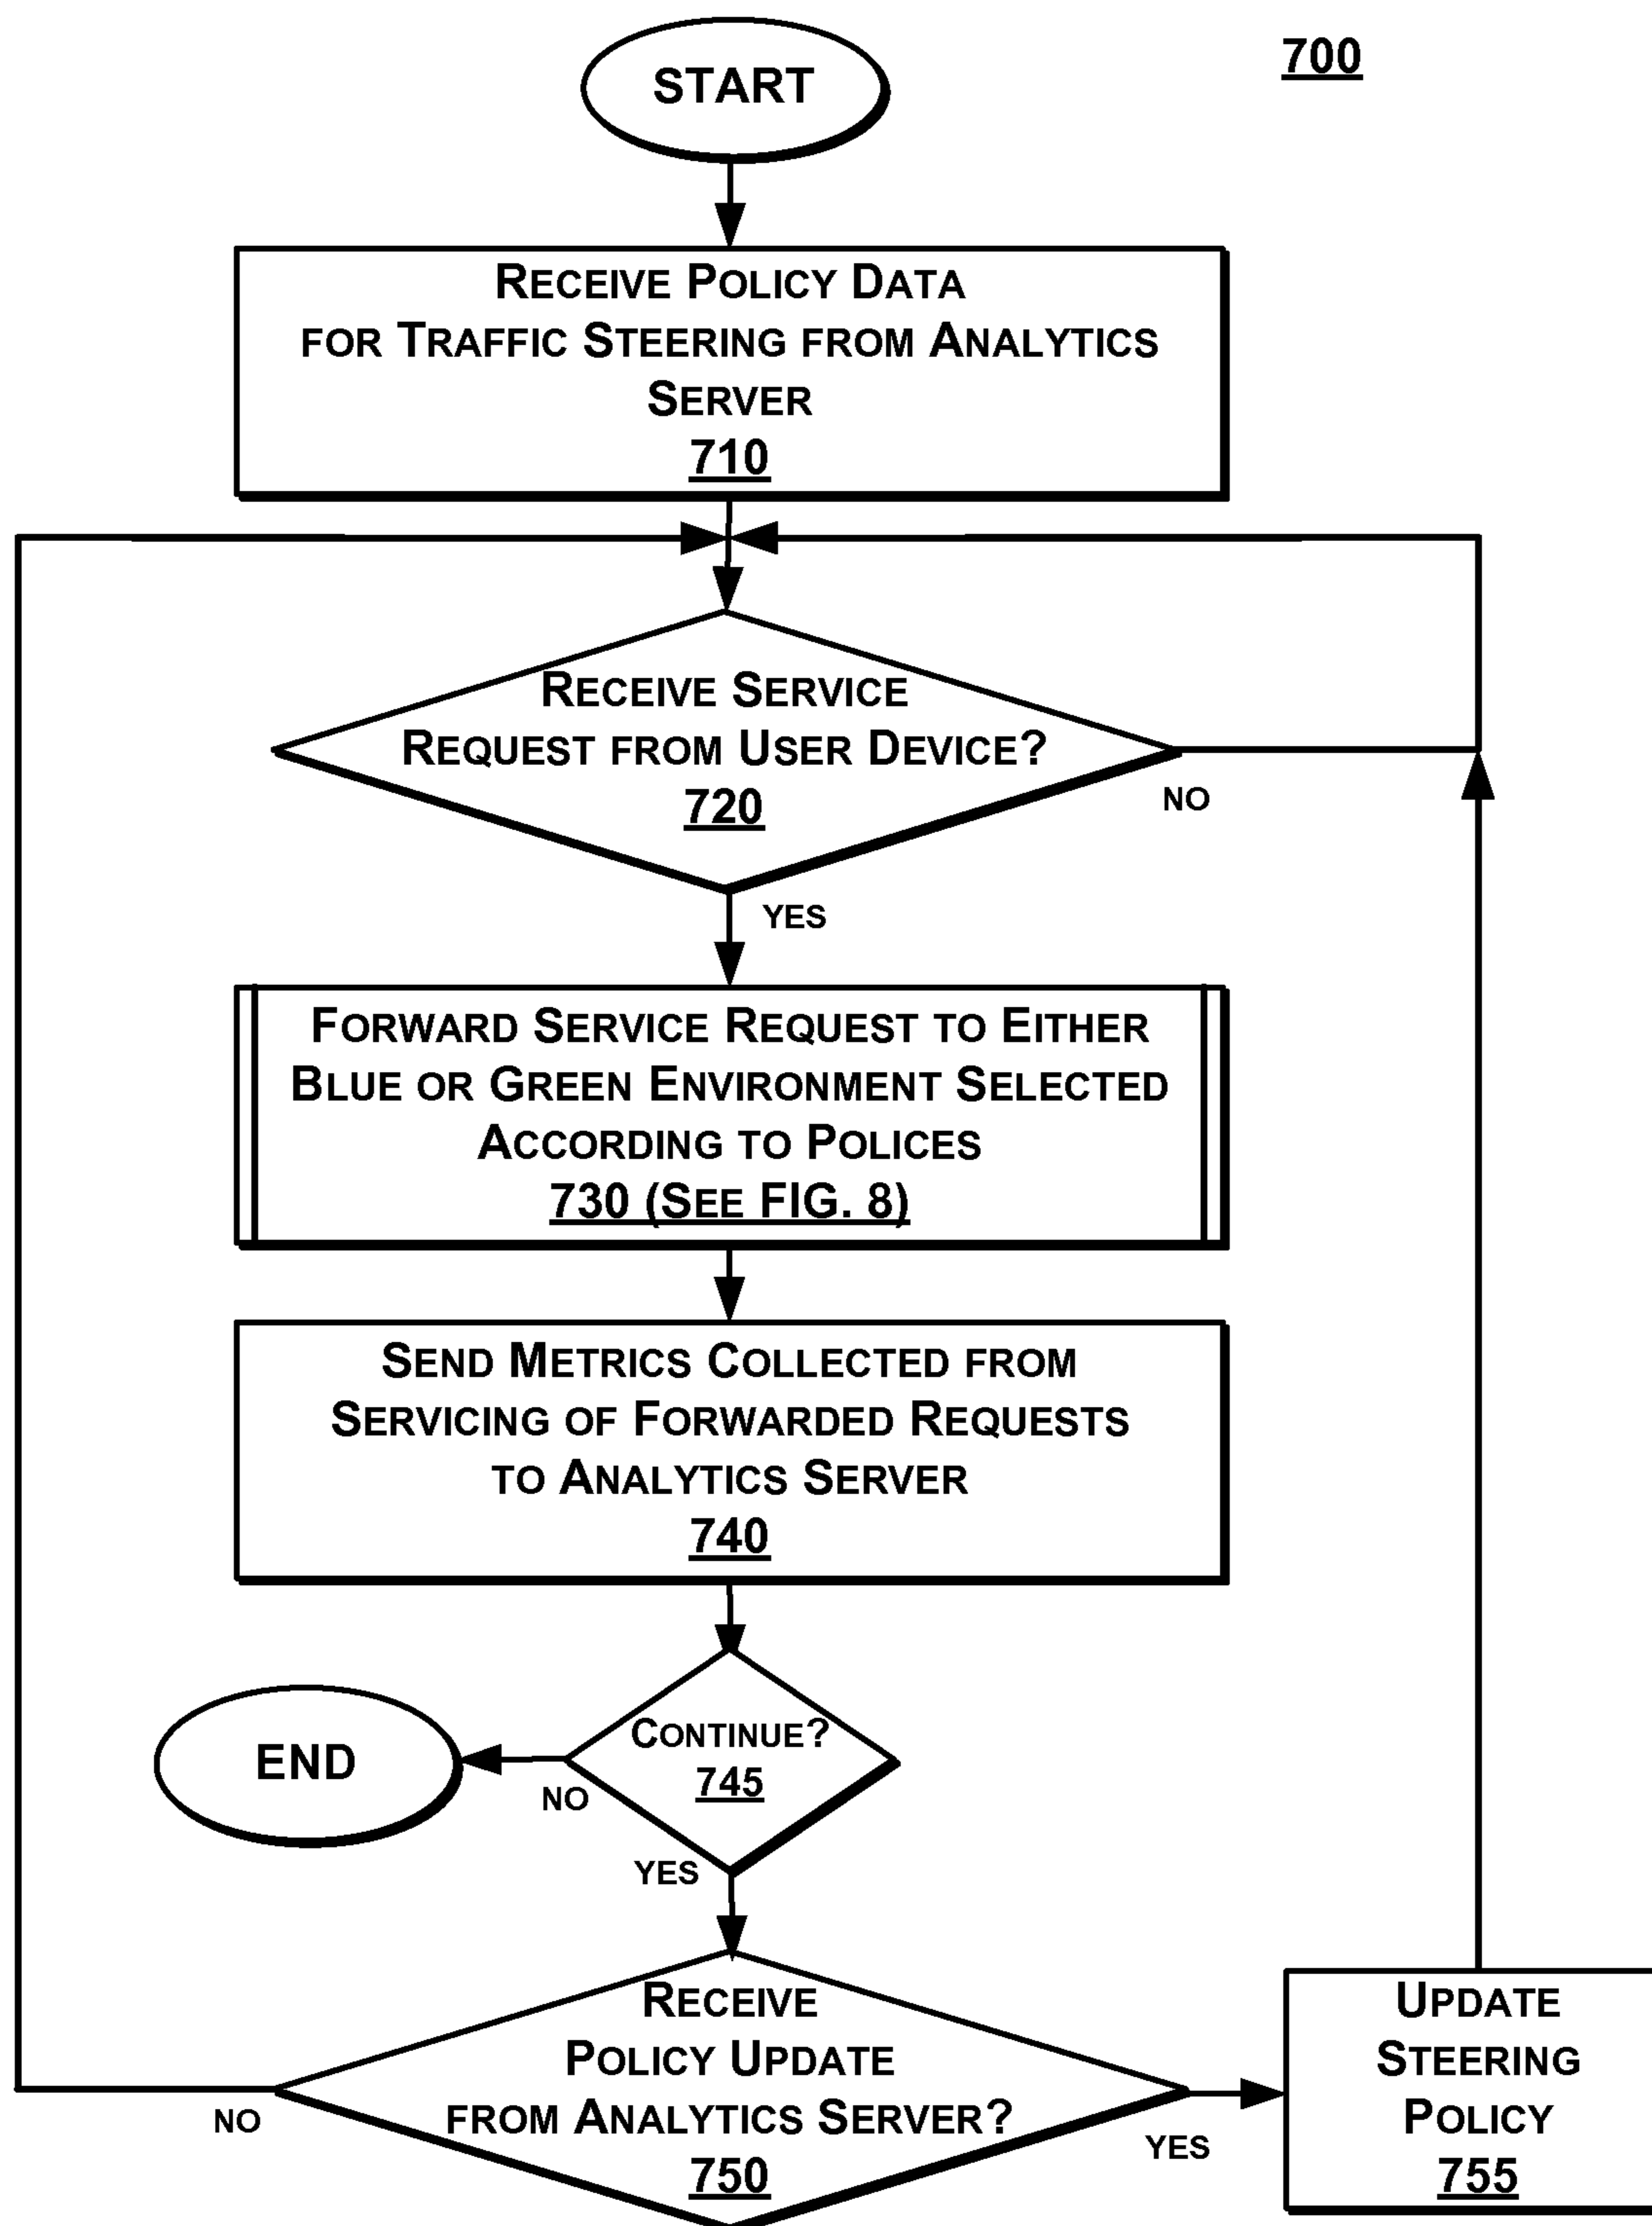 700
START
RECEIVE POLICY DATA
FOR TRAFFIC STEERING FROM ANALYTICS
SERVER
710
RECEIVE SERVICE
REQUEST FROM USER DEVICE?
720
NO
YES
FORWARD SERVICE REQUEST TO EITHER
BLUE OR GREEN ENVIRONMENT SELECTED
ACCORDING TO POLICES
730 (SEE FIG. 8)
SEND METRICS COLLECTED FROM
SERVICING OF FORWARDED REQUESTS
TO ANALYTICS SERVER
740
CONTINUE?
745
END
NO
YES
RECEIVE
POLICY UPDATE
FROM ANALYTICS SERVER?
750
NO
YES
UPDATE
STEERING
POLICY
755